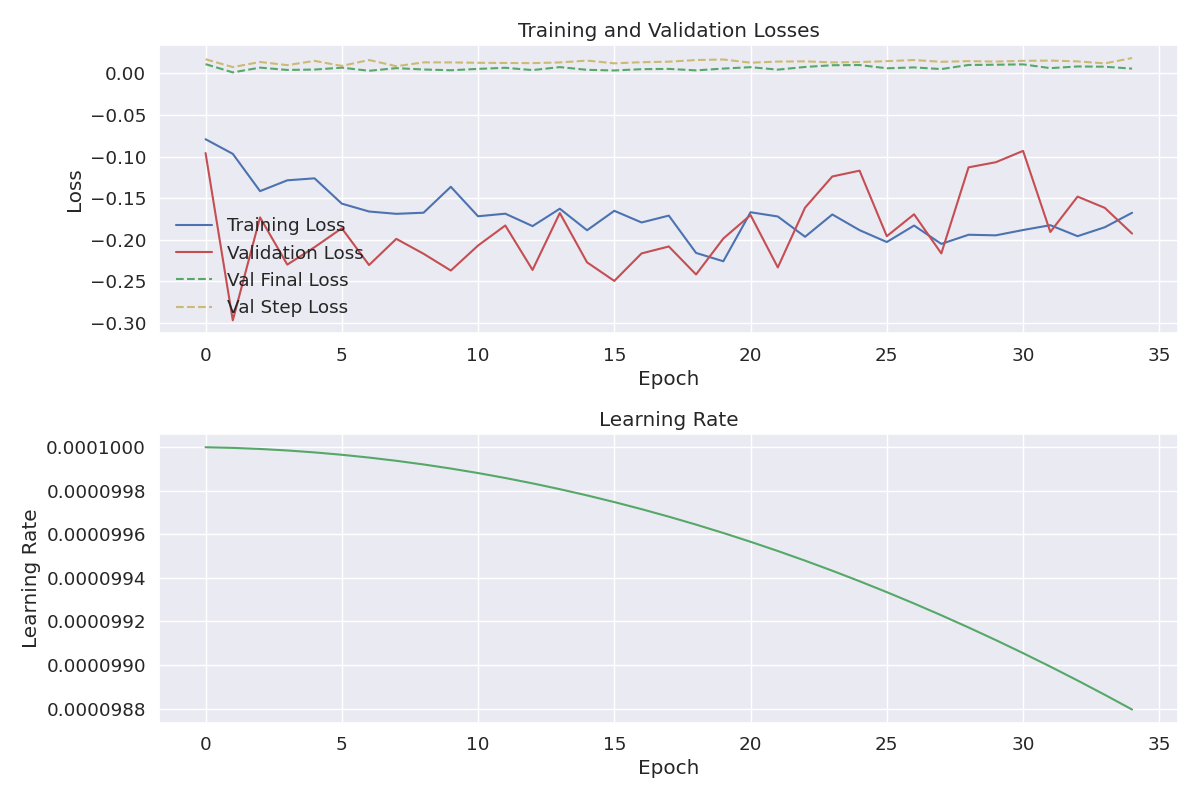 Training and Validation Losses
Loss
0.00
−0.05
−0.10
−0.15
−0.20
−0.25
−0.30
Training Loss
Validation Loss
Val Final Loss
Val Step Loss
0 5 10 15 20 25 30 35
Epoch
Learning Rate
Learning Rate
0.0001000
0.0000998
0.0000996
0.0000994
0.0000992
0.0000990
0.0000988
0 5 10 15 20 25 30 35
Epoch